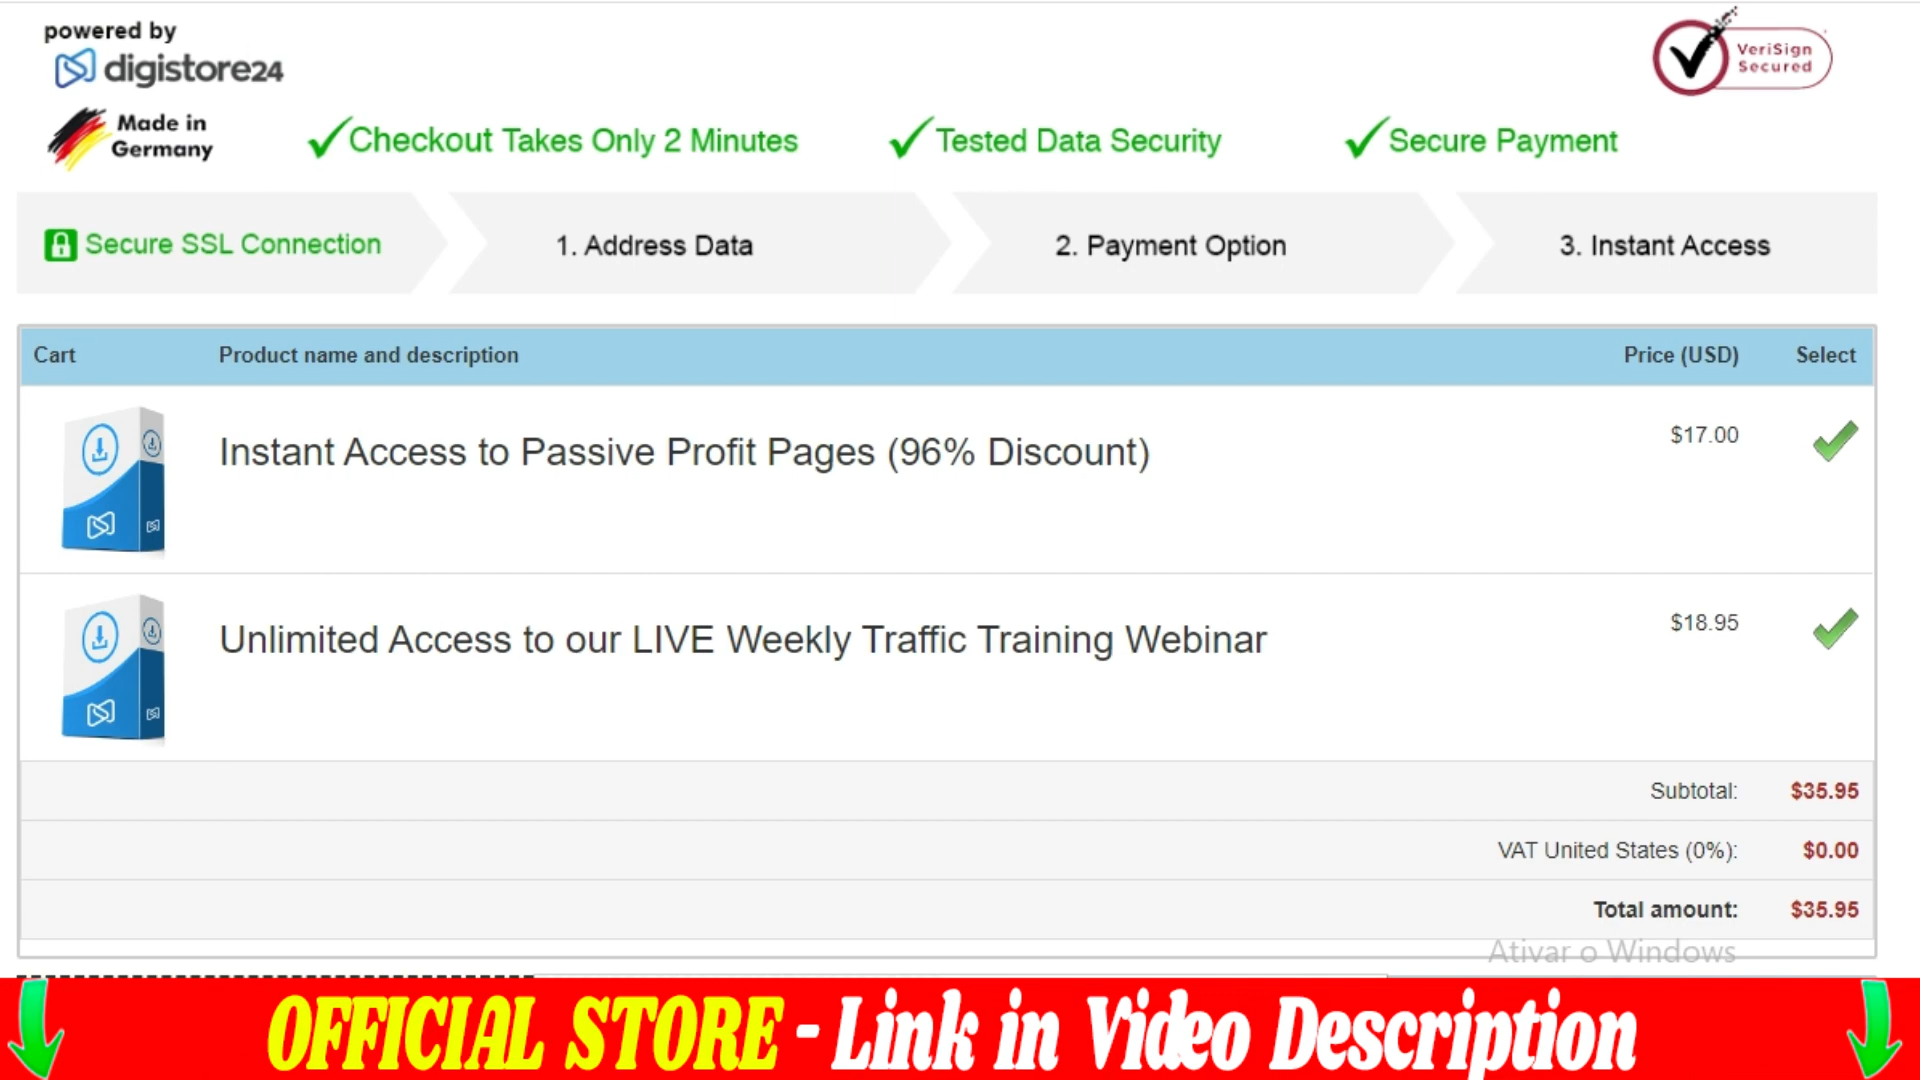 powered by
digistore24
VeriSign
Secured
Made in
Germany
Checkout Takes Only 2 Minutes
Tested Data Security
Secure Payment
Secure SSL Connection
1. Address Data
2. Payment Option
3. Instant Access
Cart Product name and description Price (USD) Select
Instant Access to Passive Profit Pages (96% Discount) $17.00
Unlimited Access to our LIVE Weekly Traffic Training Webinar $18.95
Subtotal: $35.95
VAT United States (0%): $0.00
Total amount: $35.95
Ativar o Windows
OFFICIAL STORE - Link in Video Description